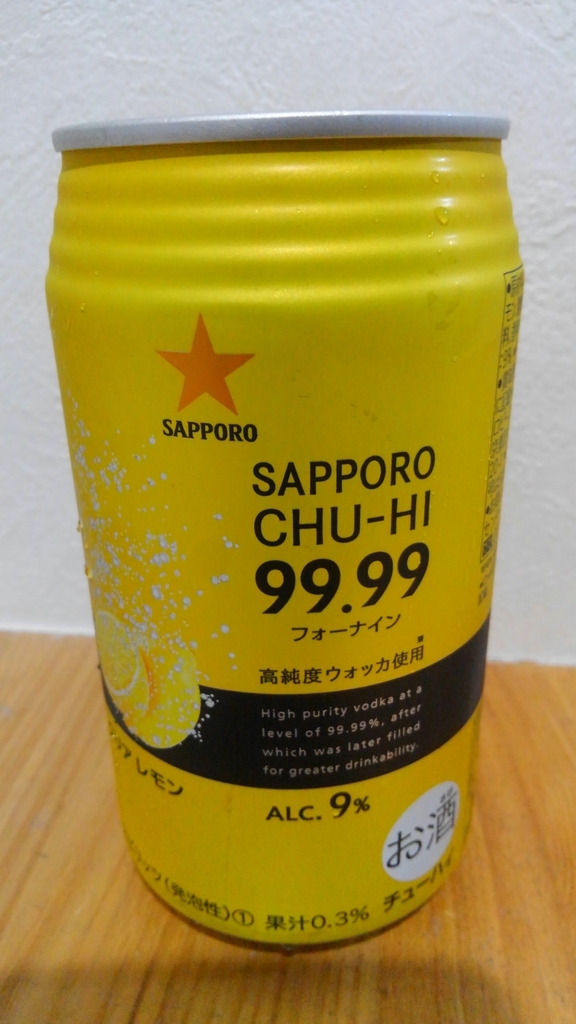 SAPPORO
SAPPORO
CHU-HI
99.99
フォーナイン
高純度ウォッカ使用※
High purity vodka at a
level of 99.99%, after
which was later filled
for greater drinkability.
レモン
ALC. 9%
お酒
(発泡性)① 果汁0.3% チューハイ